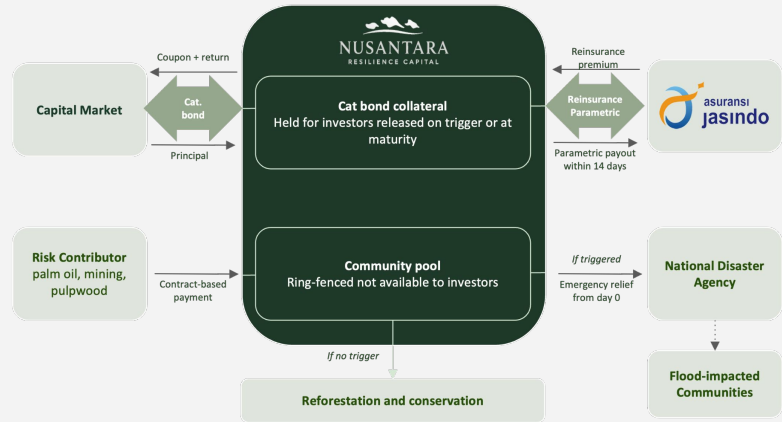 NUSANTARA
RESILIENCE CAPITAL
Coupon + return
Capital Market
Cat.
bond
Principal
Cat bond collateral
Held for investors released on trigger or at
maturity
Reinsurance
premium
Reinsurance
Parametric
Parametric payout
within 14 days
asuransi
jasindo
Risk Contributor
palm oil, mining,
pulpwood
Contract-based
payment
Community pool
Ring-fenced not available to investors
If triggered
Emergency relief
from day 0
National Disaster
Agency
If no trigger
Reforestation and conservation
Flood-impacted
Communities